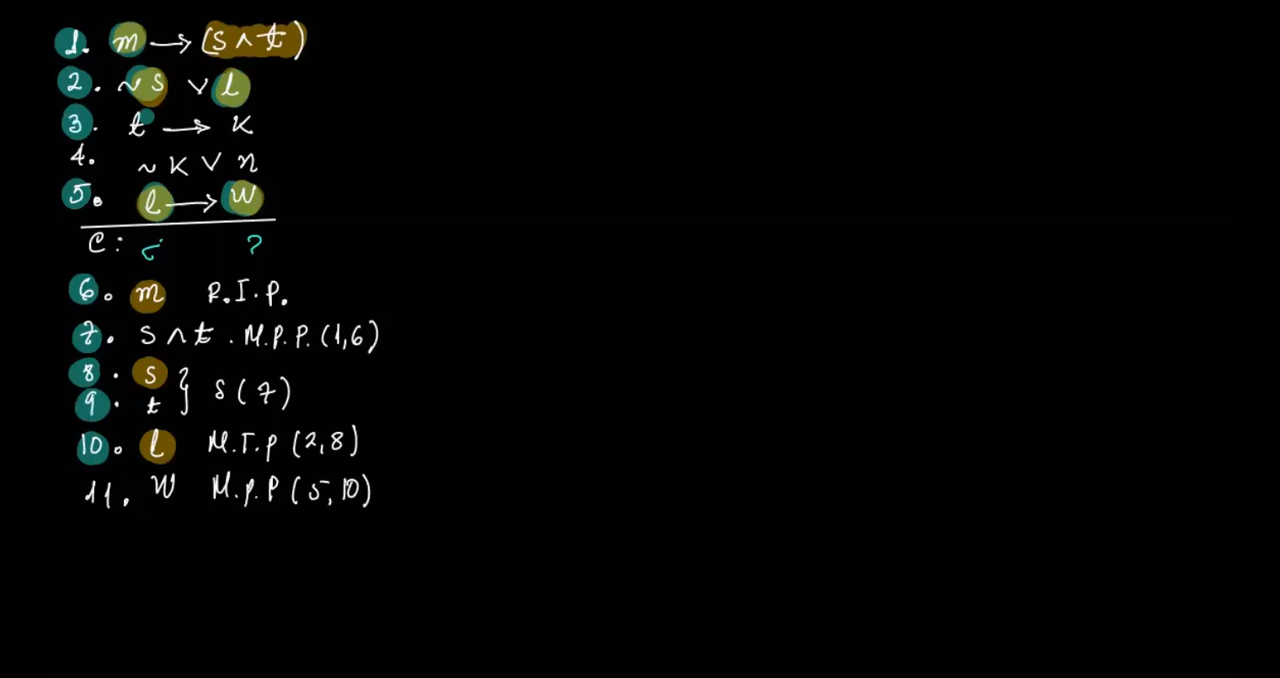 1. m → (s ∧ t)
2. ~s ∨ l
3. t → k
4. ~k ∨ n
5. l → w
C: ¿ ?
6. m R.I.P.
7. s ∧ t. M.P.P. (1,6)
8. s } S(7)
9. t
10. l M.T.P (2,8)
11. w M.P.P (5,10)